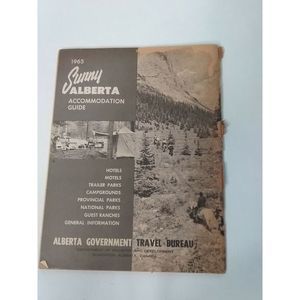 1963
Sunny
ALBERTA
ACCOMMODATION
GUIDE
HOTELS
MOTELS
TRAILER PARKS
CAMPGROUNDS
PROVINCIAL PARKS
NATIONAL PARKS
GUEST RANCHES
GENERAL INFORMATION
ALBERTA GOVERNMENT TRAVEL BUREAU